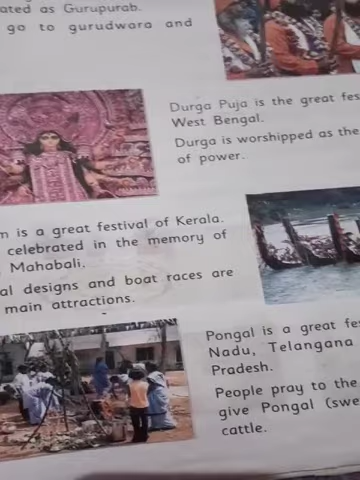 ated as Gurupurab.
go to gurudwara and
Durga Puja is the great fes
West Bengal.
Durga is worshipped as the
of power.
m is a great festival of Kerala.
celebrated in the memory of
Mahabali.
al designs and boat races are
main attractions.
Pongal is a great fe
Nadu, Telangana
Pradesh.
People pray to the
give Pongal (swe
cattle.